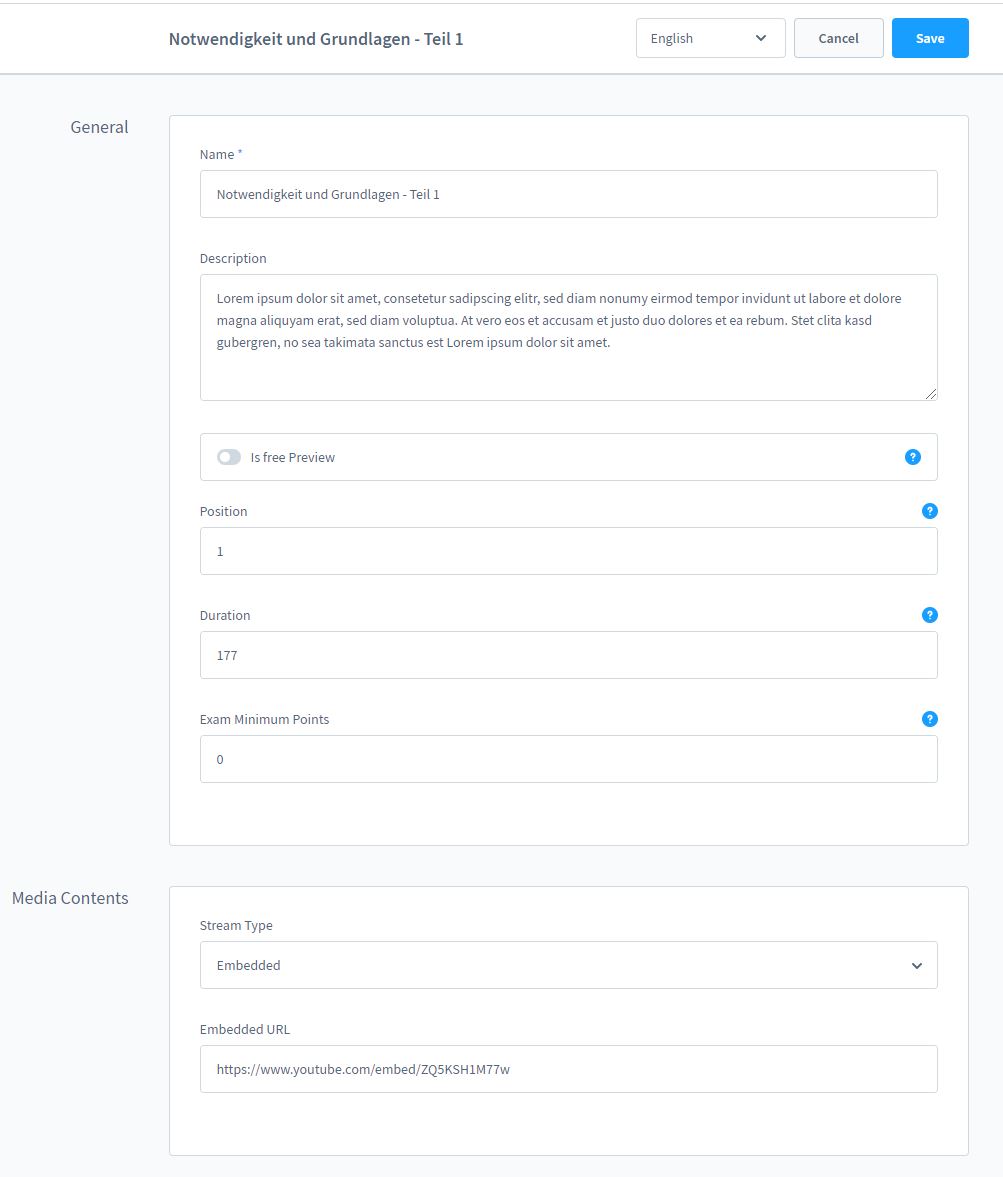 Notwendigkeit und Grundlagen - Teil 1
English
Cancel
Save
General
Name *
Notwendigkeit und Grundlagen - Teil 1
Description
Lorem ipsum dolor sit amet, consetetur sadipscing elitr, sed diam nonumy eirmod tempor invidunt ut labore et dolore
magna aliquyam erat, sed diam voluptua. At vero eos et accusam et justo duo dolores et ea rebum. Stet clita kasd
gubergren, no sea takimata sanctus est Lorem ipsum dolor sit amet.
Is free Preview
?
Position
?
1
Duration
?
177
Exam Minimum Points
?
0
Media Contents
Stream Type
Embedded
Embedded URL
https://www.youtube.com/embed/ZQ5KSH1M77w